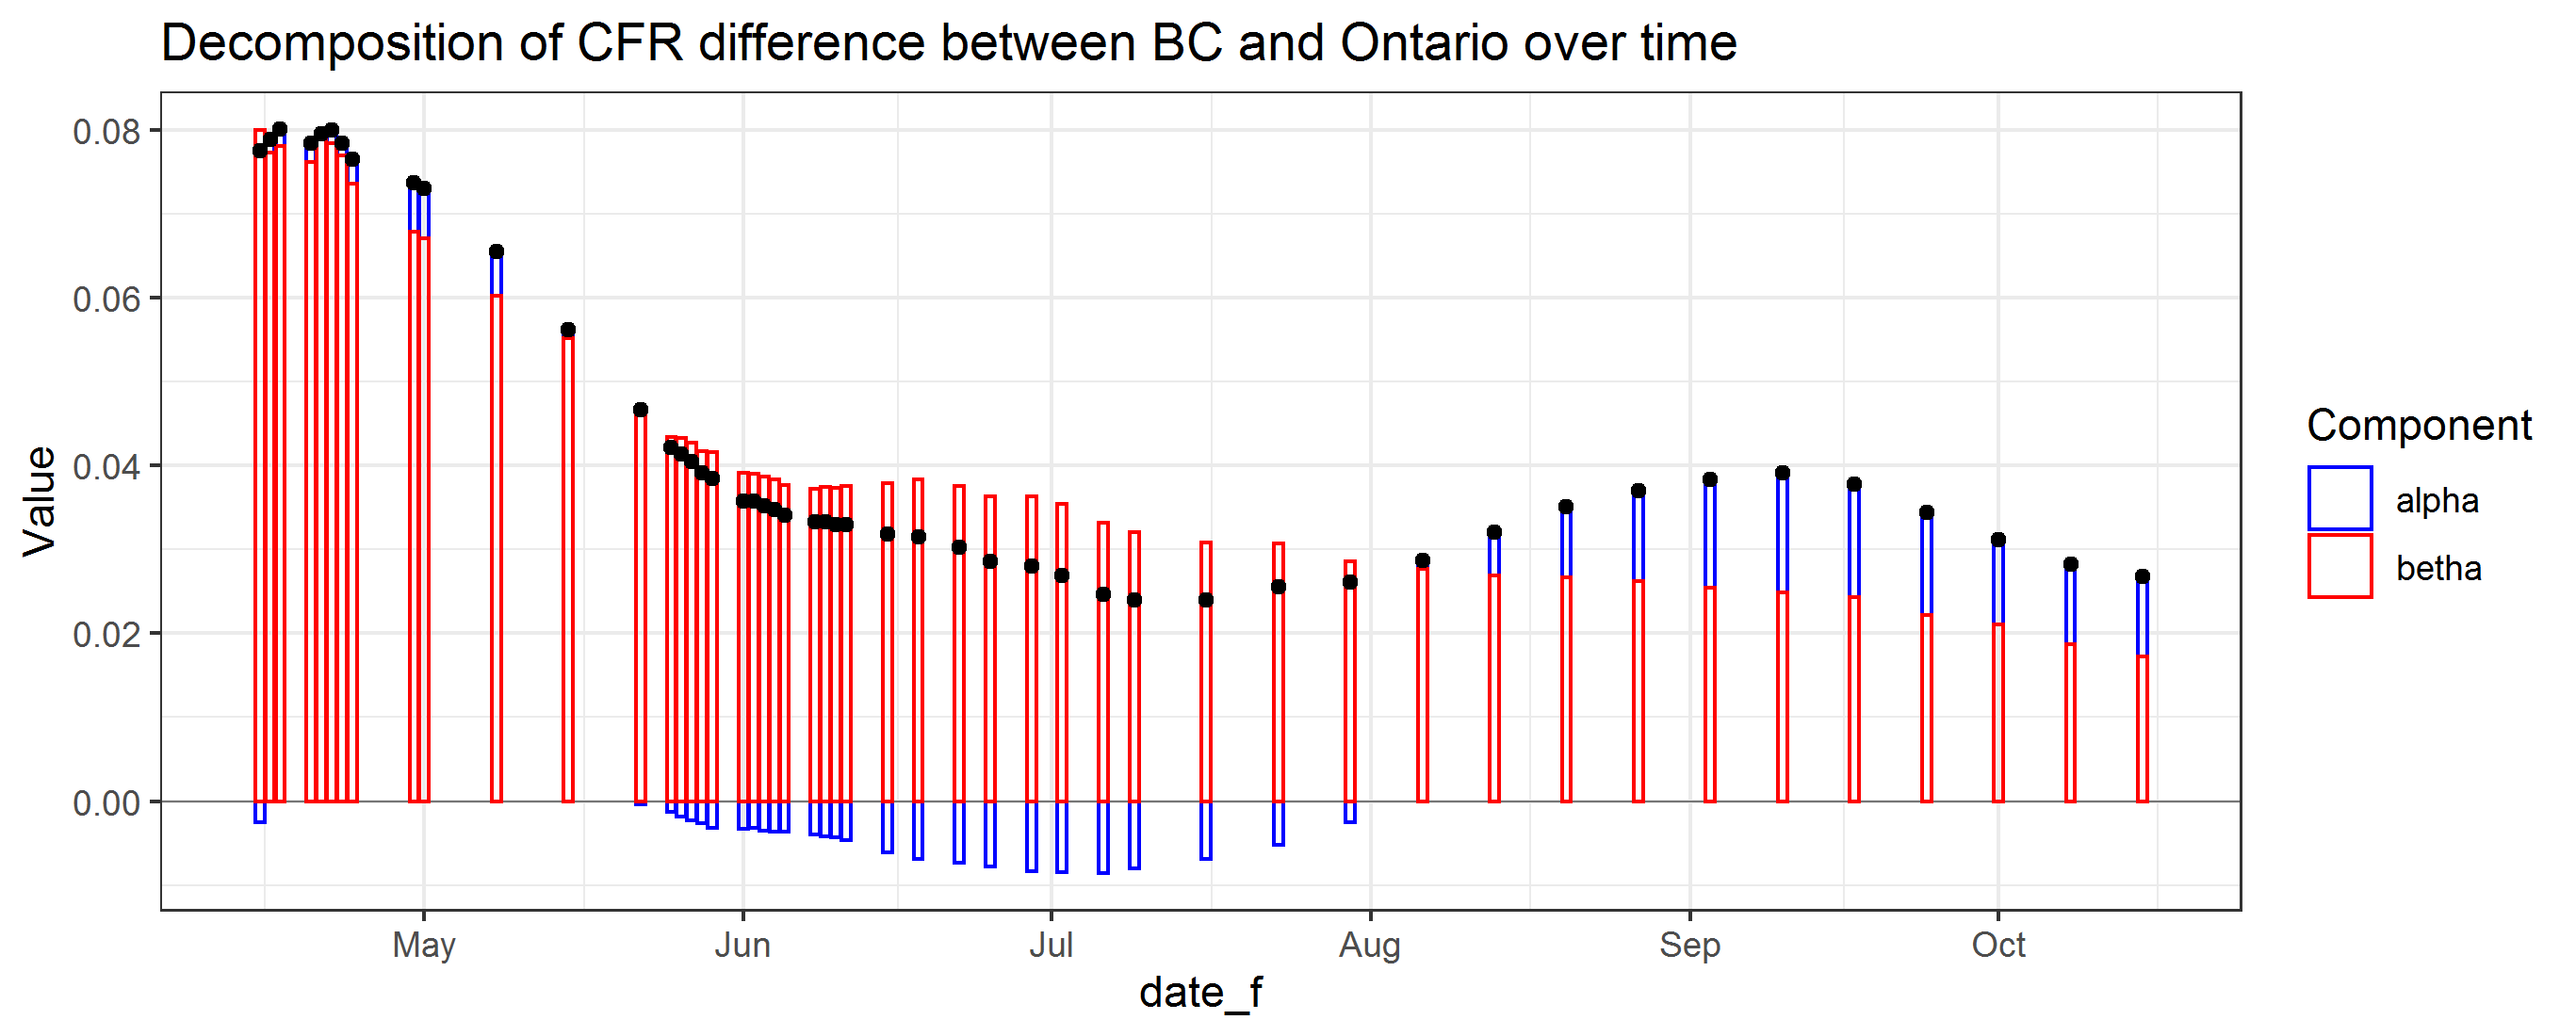 Decomposition of CFR difference between BC and Ontario over time
Value
0.08
0.06
0.04
0.02
0.00
May Jun Jul Aug Sep Oct
date_f
Component
alpha
betha